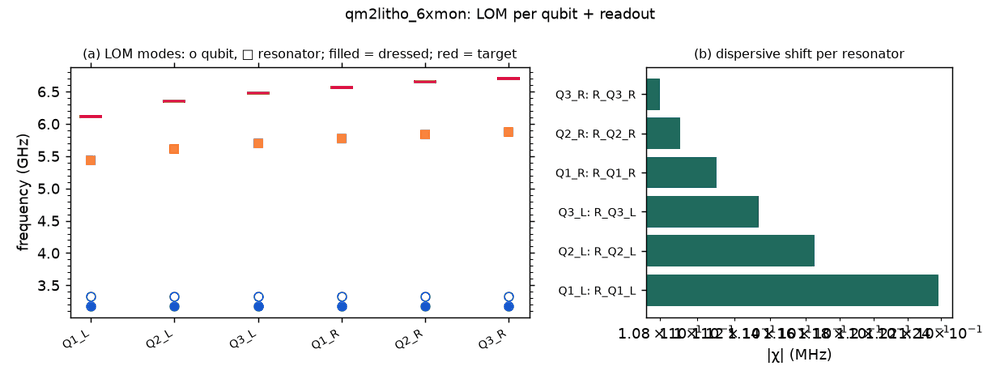 qm2litho_6xmon: LOM per qubit + readout
(a) LOM modes: o qubit, □ resonator; filled = dressed; red = target
frequency (GHz)
6.5
6.0
5.5
5.0
4.5
4.0
3.5
Q1_L
Q2_L
Q3_L
Q1_R
Q2_R
Q3_R
(b) dispersive shift per resonator
Q3_R: R_Q3_R
Q2_R: R_Q2_R
Q1_R: R_Q1_R
Q3_L: R_Q3_L
Q2_L: R_Q2_L
Q1_L: R_Q1_L
|χ| (MHz)